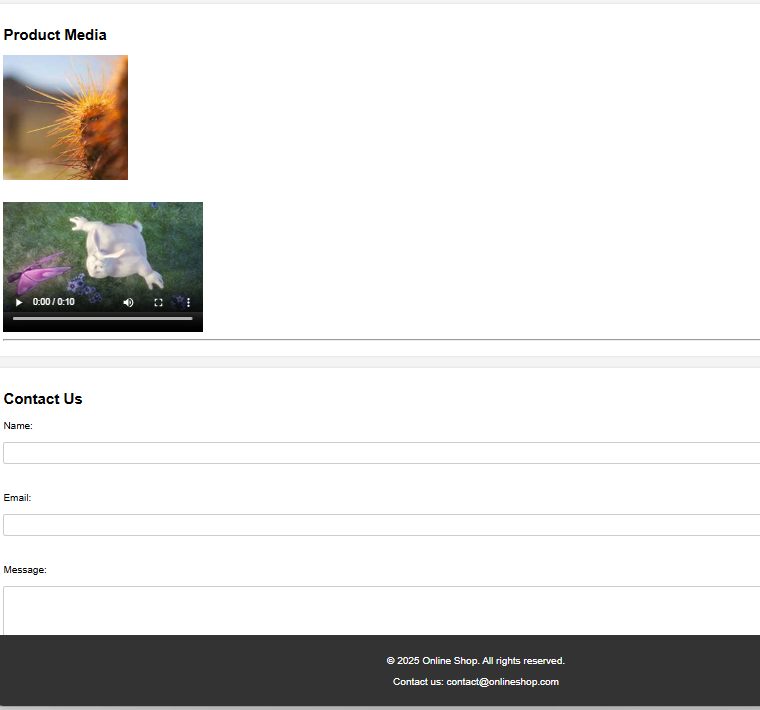 Product Media
0:00 / 0:10
Contact Us
Name:
Email:
Message:
© 2025 Online Shop. All rights reserved.
Contact us: contact@onlineshop.com